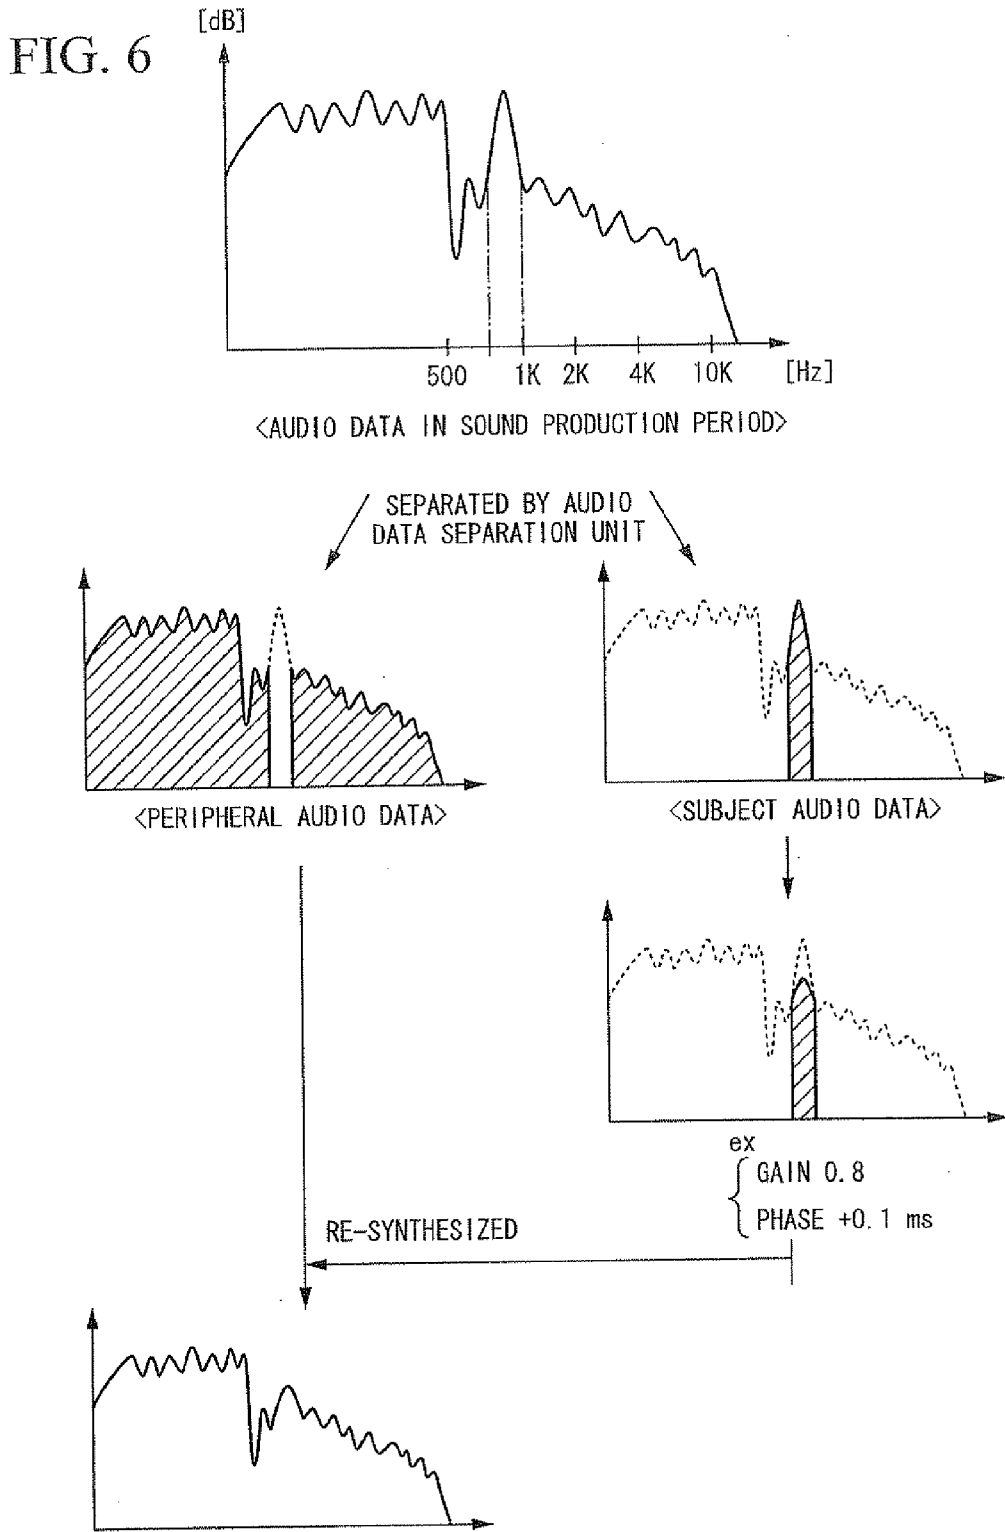 FIG. 6
[dB]
500 1K 2K 4K 10K [Hz]
<AUDIO DATA IN SOUND PRODUCTION PERIOD>
SEPARATED BY AUDIO
DATA SEPARATION UNIT
<PERIPHERAL AUDIO DATA>
<SUBJECT AUDIO DATA>
ex
GAIN 0.8
PHASE +0.1 ms
RE-SYNTHESIZED